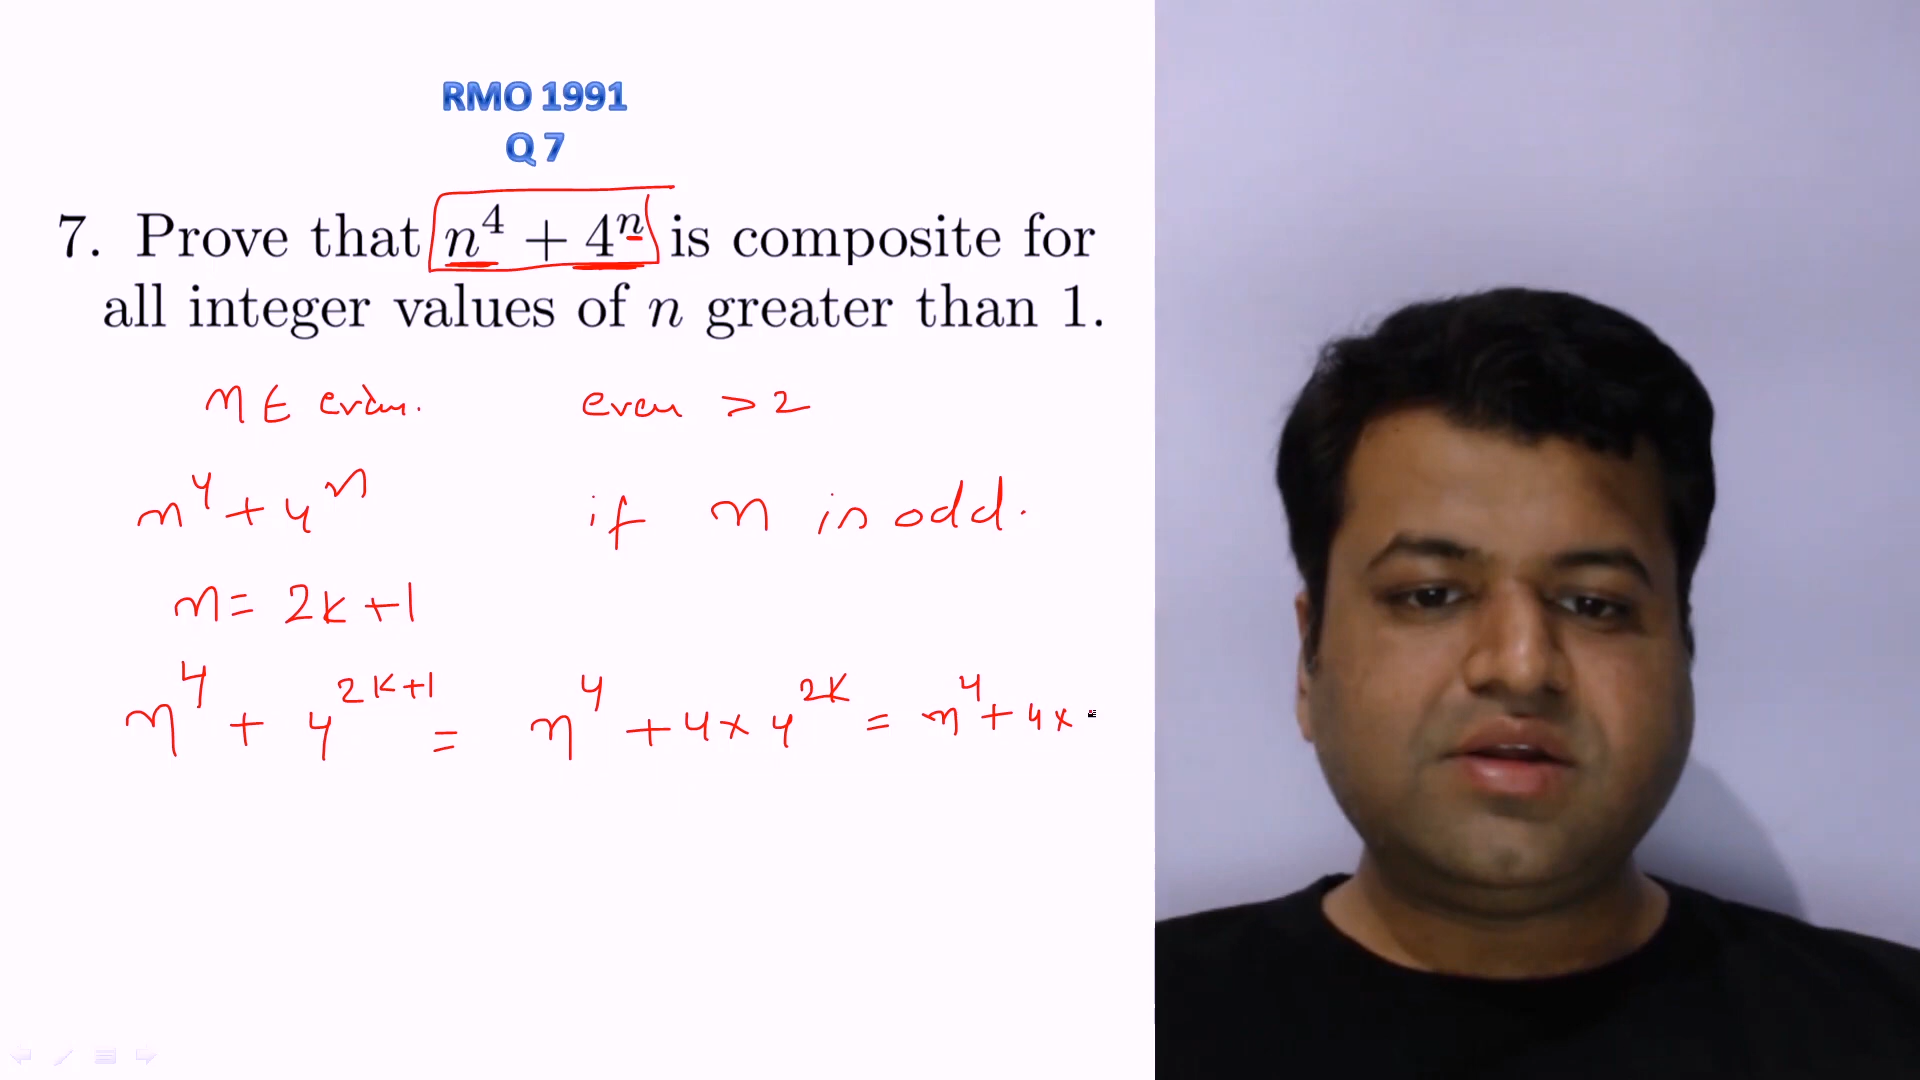 RMO 1991
Q 7
7. Prove that n⁴ + 4ⁿ is composite for
all integer values of n greater than 1.
n ∈ even. even > 2
n⁴ + 4ⁿ if n is odd.
n = 2k+1
n⁴ + 4²ᵏ⁺¹ = n⁴ + 4 × 4²ᵏ = n⁴ + 4 ×